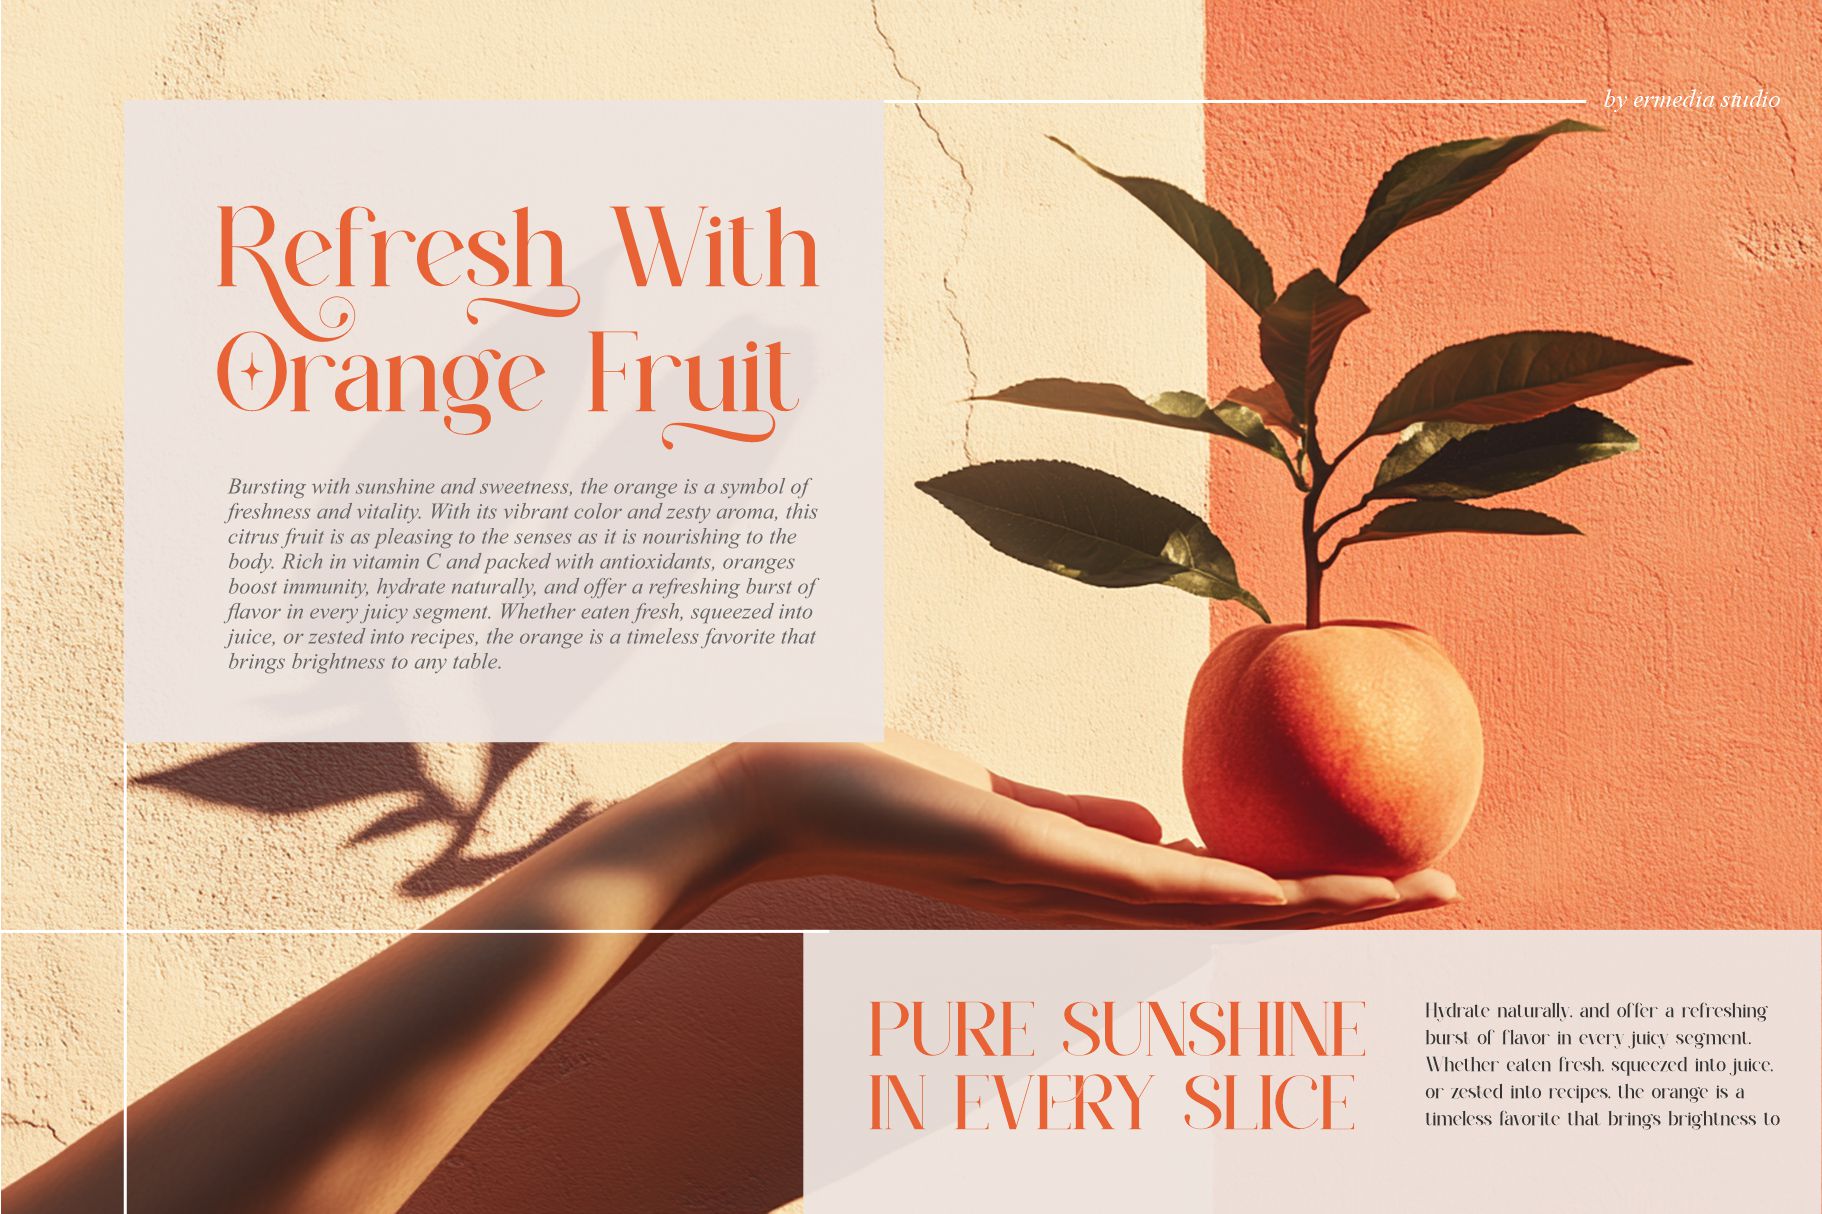 by ermedia studio
Refresh With
Orange Fruit
Bursting with sunshine and sweetness, the orange is a symbol of
freshness and vitality. With its vibrant color and zesty aroma, this
citrus fruit is as pleasing to the senses as it is nourishing to the
body. Rich in vitamin C and packed with antioxidants, oranges
boost immunity, hydrate naturally, and offer a refreshing burst of
flavor in every juicy segment. Whether eaten fresh, squeezed into
juice, or zested into recipes, the orange is a timeless favorite that
brings brightness to any table.
PURE SUNSHINE
IN EVERY SLICE
Hydrate naturally, and offer a refreshing
burst of flavor in every juicy segment.
Whether eaten fresh, squeezed into juice,
or zested into recipes, the orange is a
timeless favorite that brings brightness to